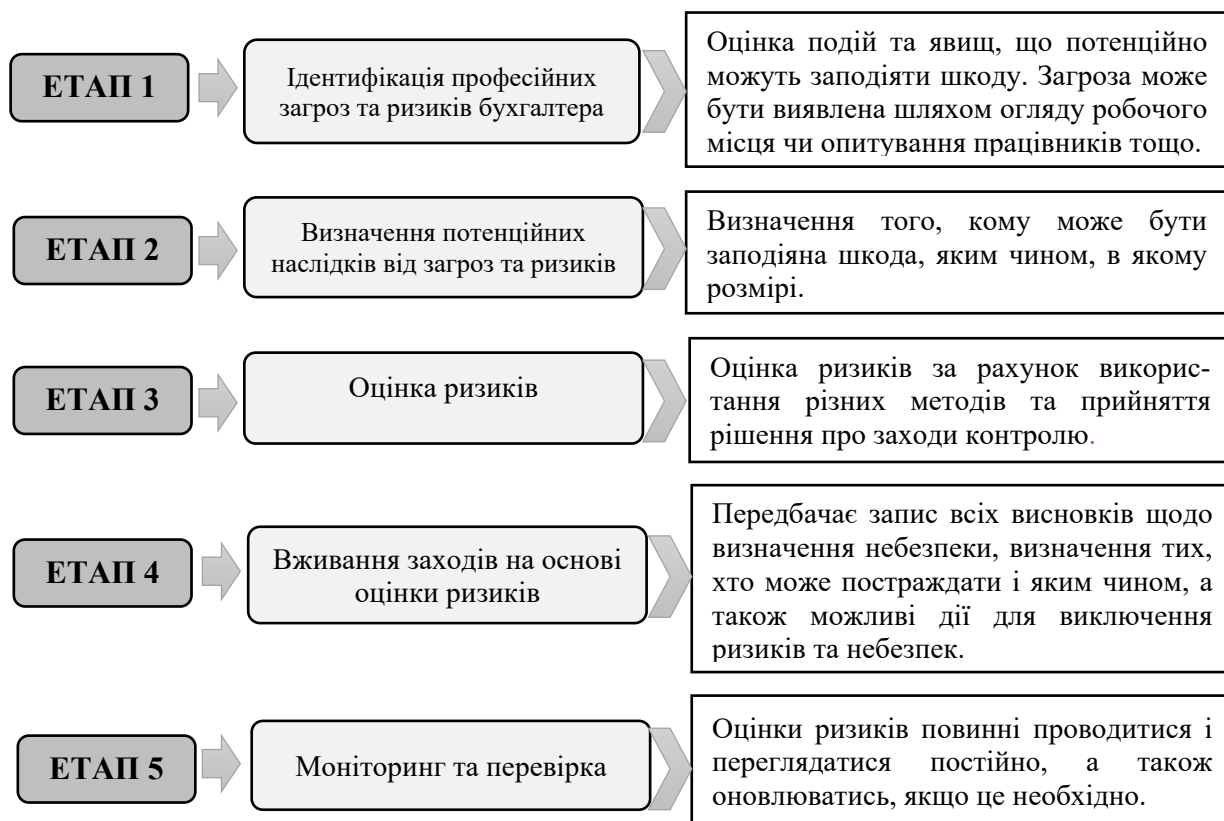 ЕТАП 1
Ідентифікація професійних
загроз та ризиків бухгалтера
Оцінка подій та явищ, що потенційно
можуть заподіяти шкоду. Загроза може
бути виявлена шляхом огляду робочого
місця чи опитування працівників тощо.
ЕТАП 2
Визначення потенційних
наслідків від загроз та ризиків
Визначення того, кому може бути
заподіяна шкода, яким чином, в якому
розмірі.
ЕТАП 3
Оцінка ризиків
Оцінка ризиків за рахунок викорис-
тання різних методів та прийняття
рішення про заходи контролю.
ЕТАП 4
Вживання заходів на основі
оцінки ризиків
Передбачає запис всіх висновків щодо
визначення небезпеки, визначення тих,
хто може постраждати і яким чином, а
також можливі дії для виключення
ризиків та небезпек.
ЕТАП 5
Моніторинг та перевірка
Оцінки ризиків повинні проводитися і
переглядатися постійно, а також
оновлюватись, якщо це необхідно.